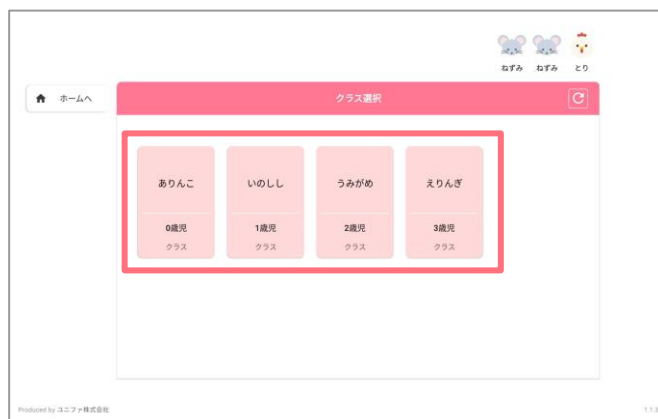 ねずみ ねずみ とり
ホームへ クラス選択
ありんこ いのしし うみがめ えりんぎ
0歳児 1歳児 2歳児 3歳児
クラス クラス クラス クラス
Produced by ユニファ株式会社